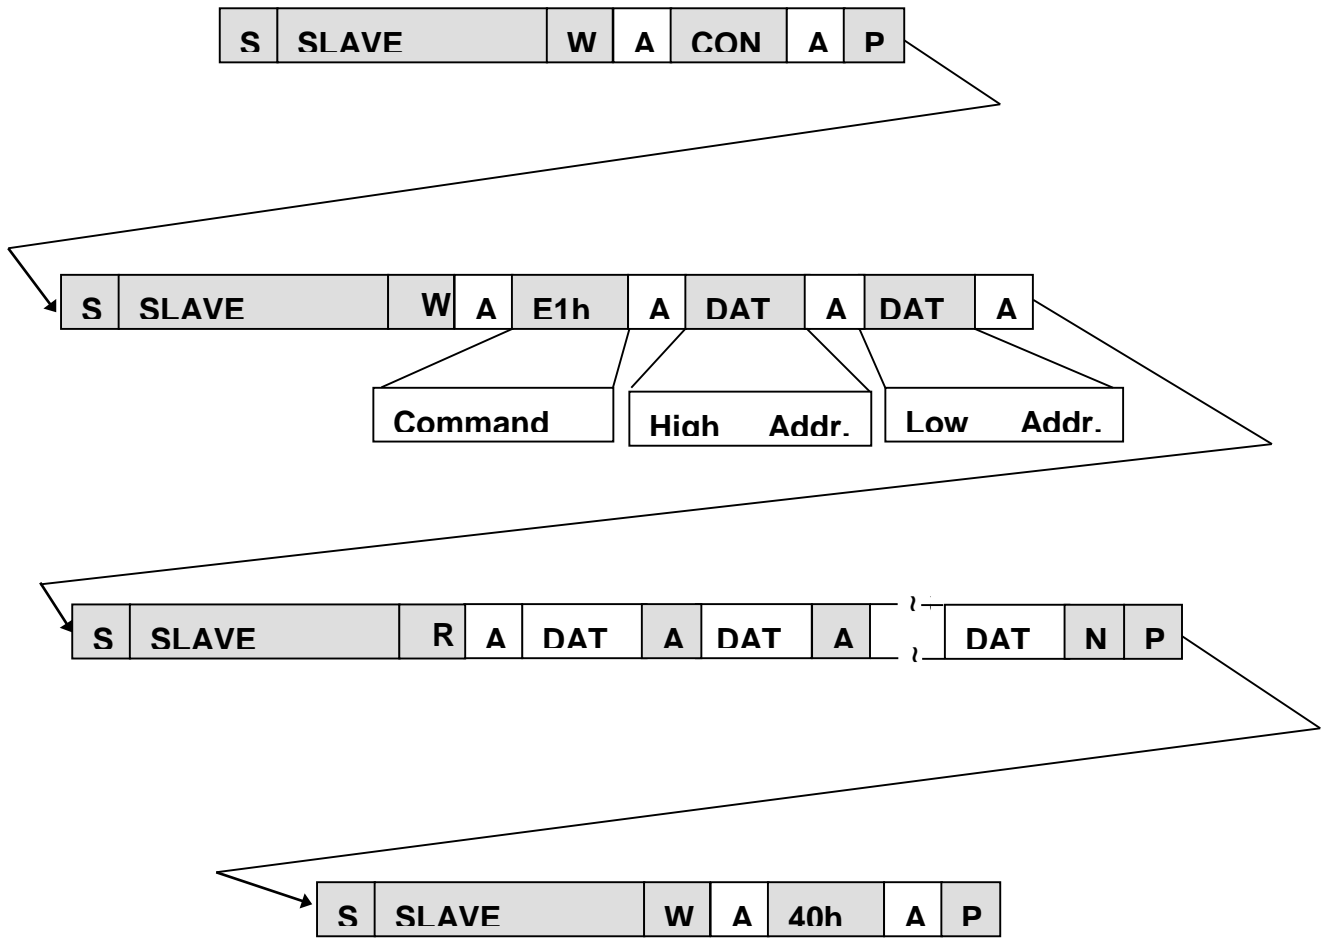 S SLAVE W A CON A P
S SLAVE W A E1h A DAT A DAT A
Command High Addr. Low Addr.
S SLAVE R A DAT A DAT A ~ ~ DAT N P
S SLAVE W A 40h A P